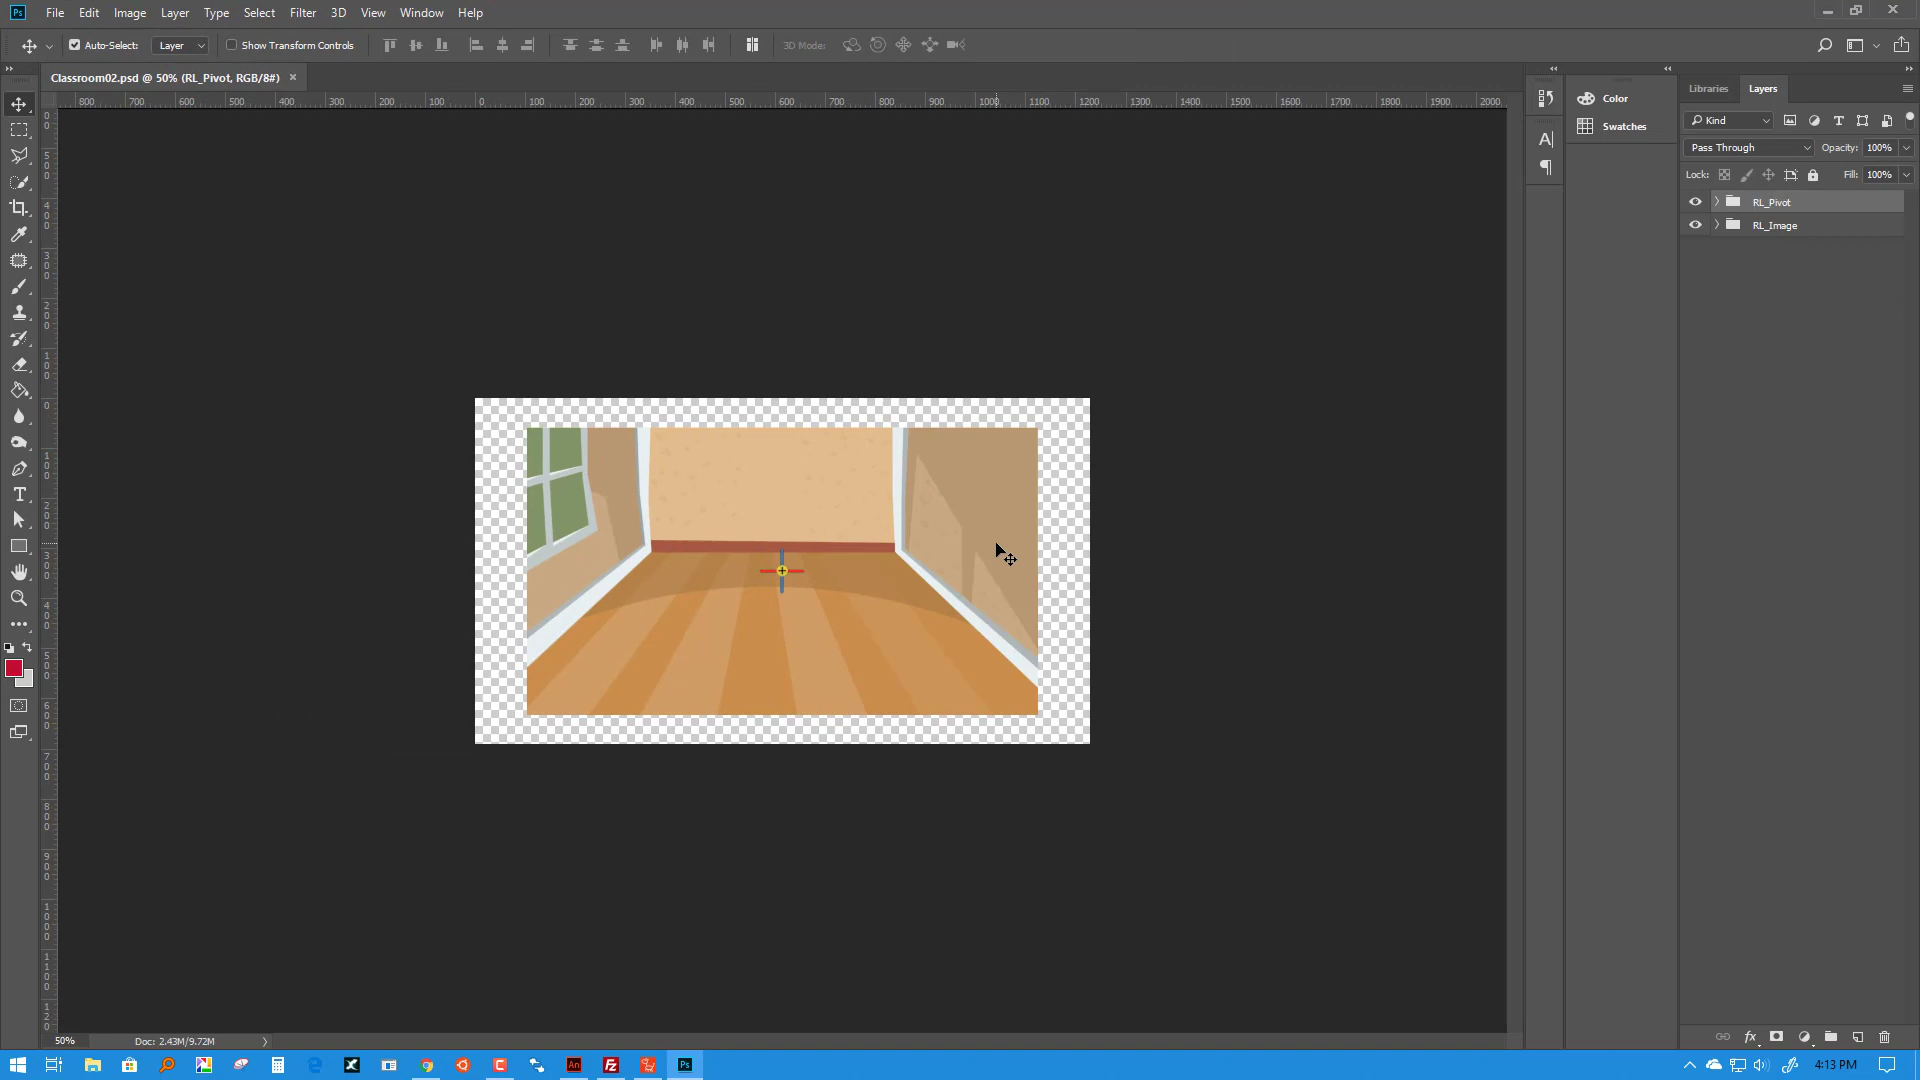 Ps File Edit Image Layer Type Select Filter 3D View Window Help
Auto-Select: Layer Show Transform Controls 3D Mode:
Classroom02.psd @ 50% (RL_Pivot, RGB/8#) ×
800 700 600 500 400 300 200 100 0 100 200 300 400 500 600 700 800 900 1000 1100 1200 1300 1400 1500 1600 1700 1800 1900 2000
Color
Swatches
Libraries Layers
Kind
Pass Through Opacity: 100%
Lock: Fill: 100%
RL_Pivot
RL_Image
50% Doc: 2.43M/9.72M
An Fz Ps 4:13 PM